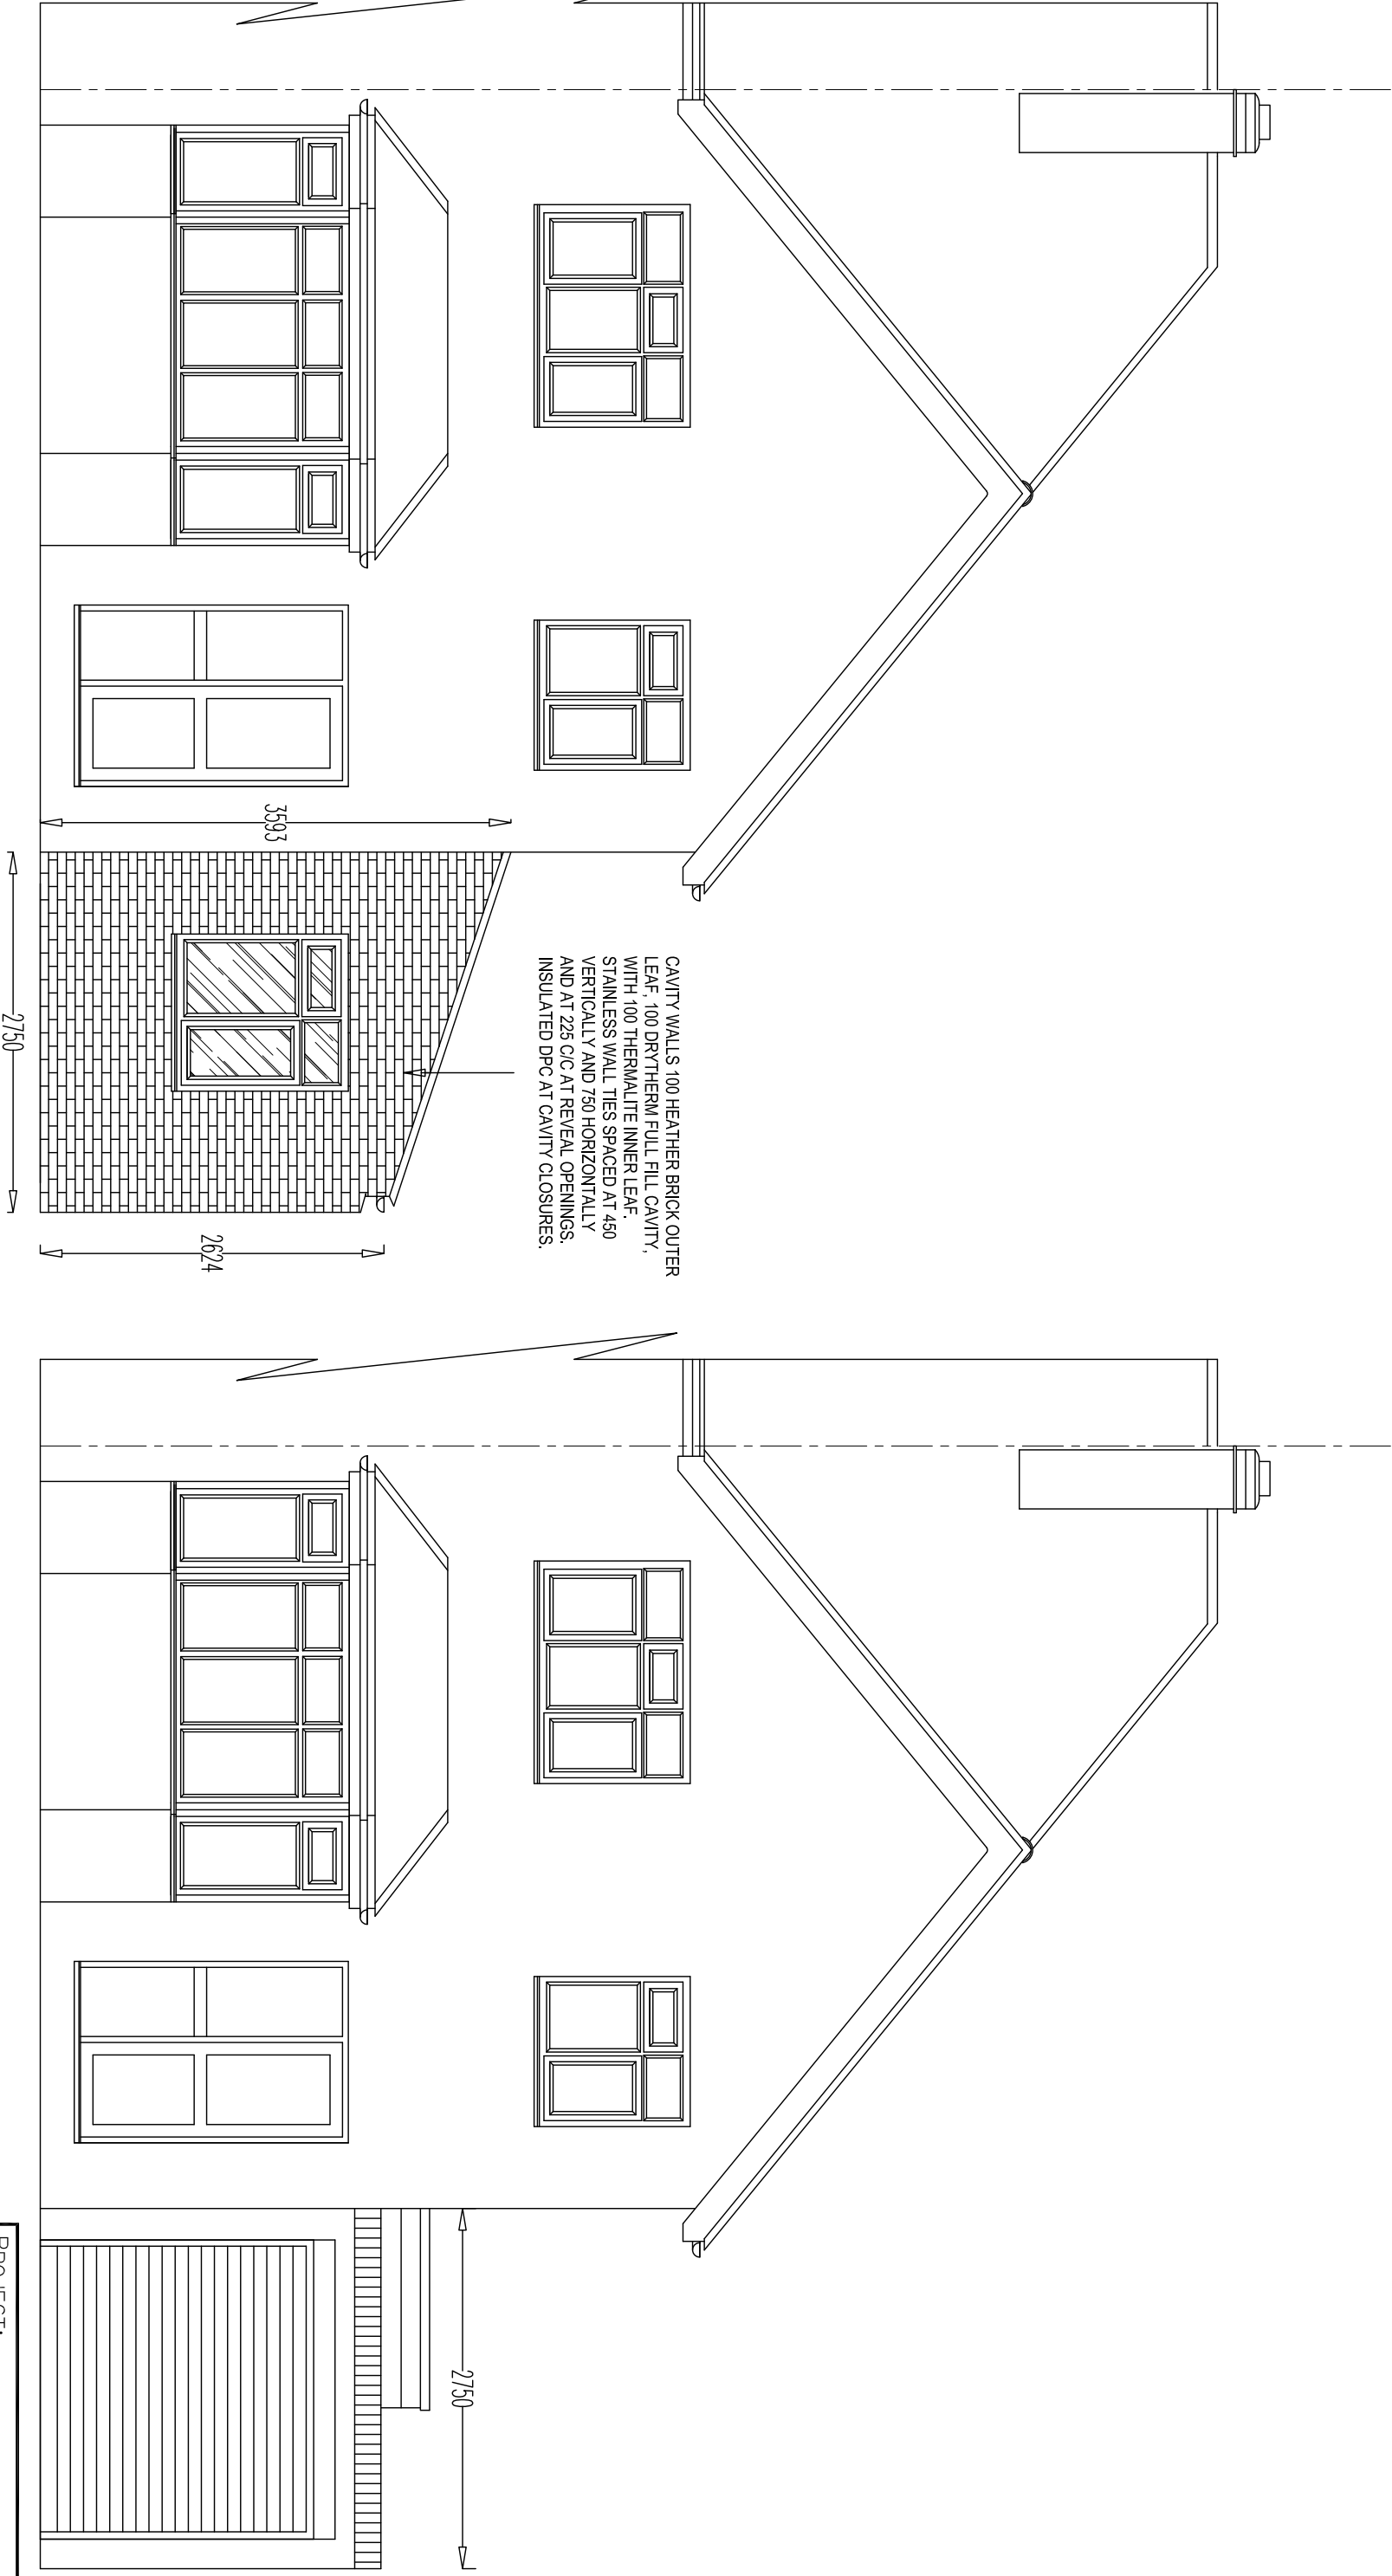 CAVITY WALLS 100 HEATHER BRICK OUTER
LEAF, 100 DRYTHERM FULL FILL CAVITY,
WITH 100 THERMALITE INNER LEAF.
STAINLESS WALL TIES SPACED AT 450
VERTICALLY AND 750 HORIZONTALLY
AND AT 225 C/C AT REVEAL OPENINGS.
INSULATED DPC AT CAVITY CLOSURES.
3593
2624
2750
2750
PROJECT: